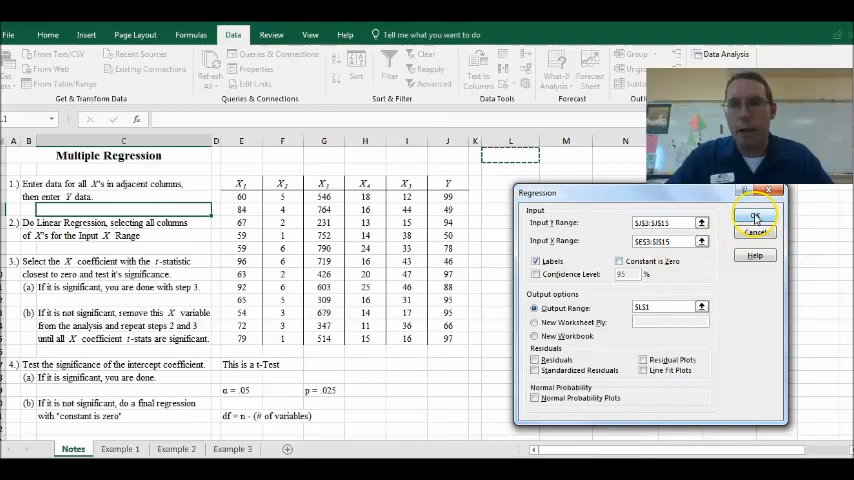 File Home Insert Page Layout Formulas Data Review View Help Tell me what you want to do
From Text/CSV Recent Sources Queries & Connections Clear Group Data Analysis
From Web Existing Connections Properties Reapply
From Table/Range Refresh All Edit Links Sort Filter Advanced Text to Columns What-If Analysis Forecast Sheet
Get & Transform Data Queries & Connections Sort & Filter Data Tools Forecast
A B C D E F G H I J K L M N
Multiple Regression
1.) Enter data for all X's in adjacent columns, X1 X2 X3 X4 X5 Y
then enter Y data. 60 5 546 18 12 99
84 4 764 44 49
2.) Do Linear Regression, selecting all columns 67 2 231 13 15 144
of X's for the Input X Range 59 1 752 14 38 50
59 6 790 24 33 78
3.) Select the X coefficient with the t-statistic 96 6 719 46 43
closest to zero and test it's significance. 63 2 426 20 47 97
(a) If it is significant, you are done with step 3. 92 6 603 25 46 88
65 5 309 16 17 144
(b) If it is not significant, remove this X variable 54 3 679 14 17 95
from the analysis and repeat steps 2 and 3 72 3 347 11 36 66
until all X coefficient t-stats are significant. 79 1 514 15 16 97
4.) Test the significance of the intercept coefficient. This is a t-Test
(a) If it is significant, you are done.
α = .05 p = .025
(b) If it is not significant, do a final regression
with "constant is zero" df = n - (# of variables)
Regression
Input
Input Y Range: $J$3:$J$15 OK
Input X Range: $E$3:$I$15 Cancel
Labels Constant is Zero Help
Confidence Level: 95 %
Output options
Output Range: $L$1
New Worksheet Ply:
New Workbook
Residuals
Residuals Residual Plots
Standardized Residuals Line Fit Plots
Normal Probability
Normal Probability Plots
Notes Example 1 Example 2 Example 3